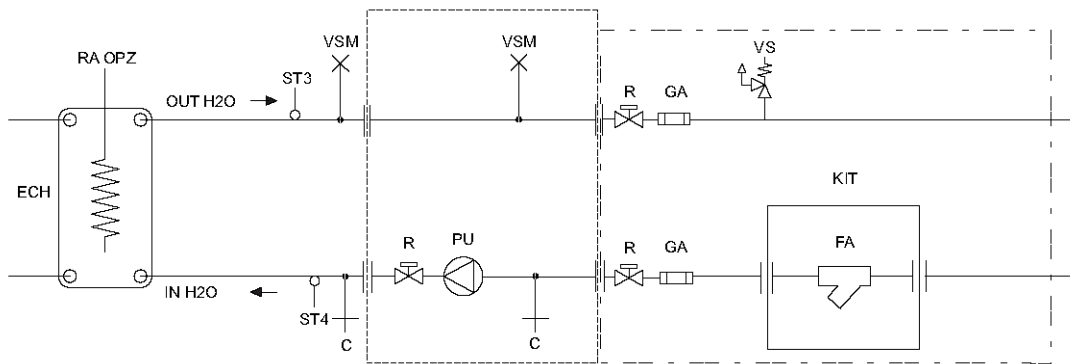 VSM
VSM
VS
RA OPZ
ST3
R
GA
OUT H2O
KIT
ECH
R
PU
R
GA
FA
IN H2O
ST4
C
C